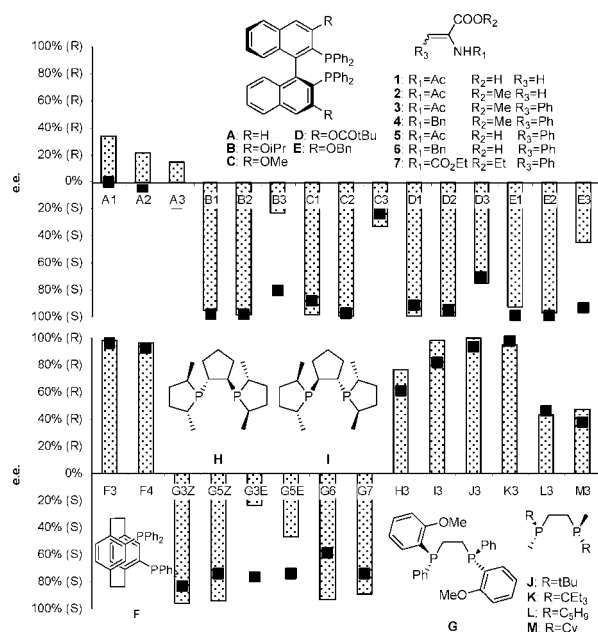 100% (R)
80% (R)
60% (R)
40% (R)
20% (R)
0%
20% (S)
40% (S)
60% (S)
80% (S)
100% (S)
e.e.
R
PPh2
PPh2
R
A: R=H D: R=OCOtBu
B: R=OiPr E: R=OBn
C: R=OMe
COOR2
R3 NHR1
1: R1=Ac R2=H R3=H
2: R1=Ac R2=Me R3=H
3: R1=Ac R2=Me R3=Ph
4: R1=Bn R2=Me R3=Ph
5: R1=Ac R2=H R3=Ph
6: R1=Bn R2=H R3=Ph
7: R1=CO2Et R2=Et R3=Ph
A1 A2 A3 B1 B2 B3 C1 C2 C3 D1 D2 D3 E1 E2 E3
100% (R)
80% (R)
60% (R)
40% (R)
20% (R)
0%
20% (S)
40% (S)
60% (S)
80% (S)
100% (S)
e.e.
P P
H
P P
I
F3 F4 G3Z G5Z G3E G5E G6 G7 H3 I3 J3 K3 L3 M3
PPh2
PPh2
F
OMe
P Ph
Ph P
MeO
G
R
P P
R
J: R=tBu
K: R=CEt3
L: R=C5H9
M: R=Cy